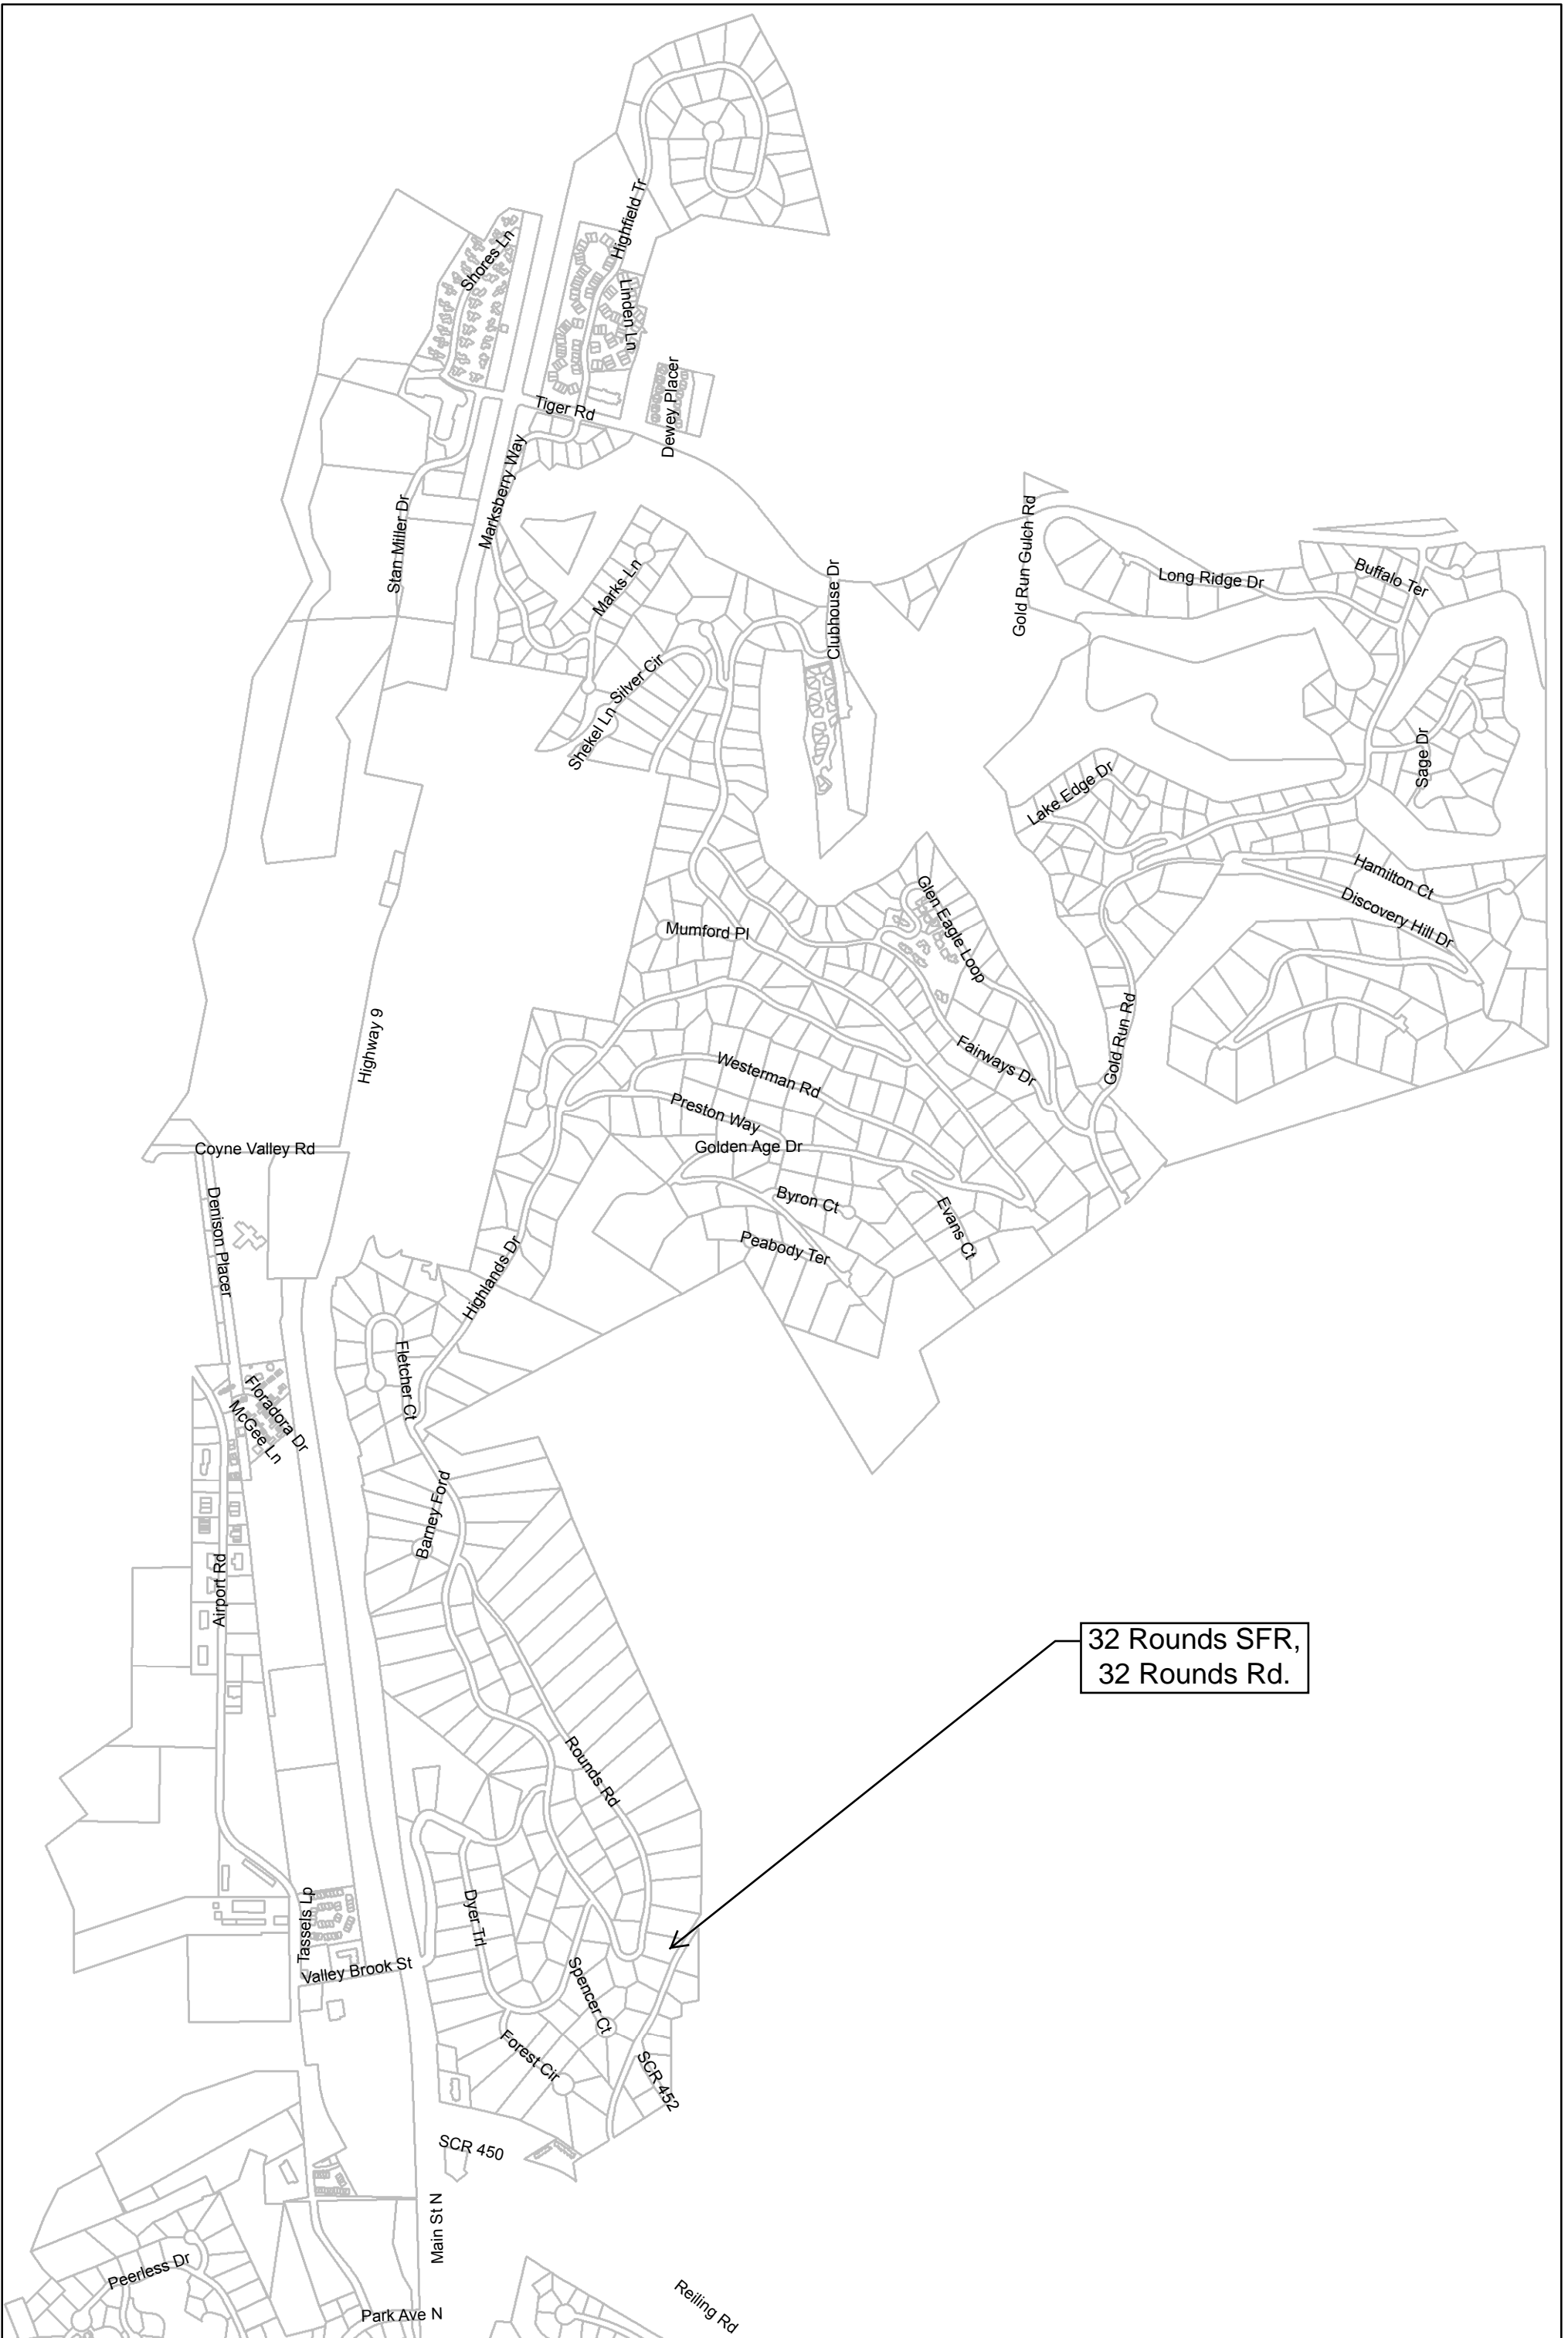 Highfield Tr
Shores Ln
Linden Ln
Dewey Placer
Tiger Rd
Marksberry Way
Stan Miller Dr
Gold Run Gulch Rd
Long Ridge Dr
Buffalo Ter
Marks Ln
Clubhouse Dr
Silver Cir
Shekel Ln
Sage Dr
Lake Edge Dr
Hamilton Ct
Discovery Hill Dr
Glen Eagle Loop
Mumford Pl
Gold Run Rd
Highway 9
Fairways Dr
Westerman Rd
Preston Way
Golden Age Dr
Coyne Valley Rd
Denison Placer
Byron Ct
Evans Ct
Peabody Ter
Highlands Dr
Fletcher Ct
Floradora Dr
McGee Ln
Barney Ford
Airport Rd
32 Rounds SFR,
32 Rounds Rd.
Rounds Rd
Dyer Trl
Tassels Lp
Valley Brook St
Spencer Ct
Forest Cir
SCR 452
SCR 450
Main St N
Peerless Dr
Park Ave N
Reiling Rd